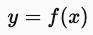 y = f(x)